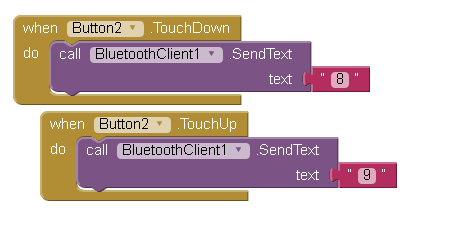 when Button2 .TouchDown
do call BluetoothClient1 .SendText
text " 8 "
when Button2 .TouchUp
do call BluetoothClient1 .SendText
text " 9 "